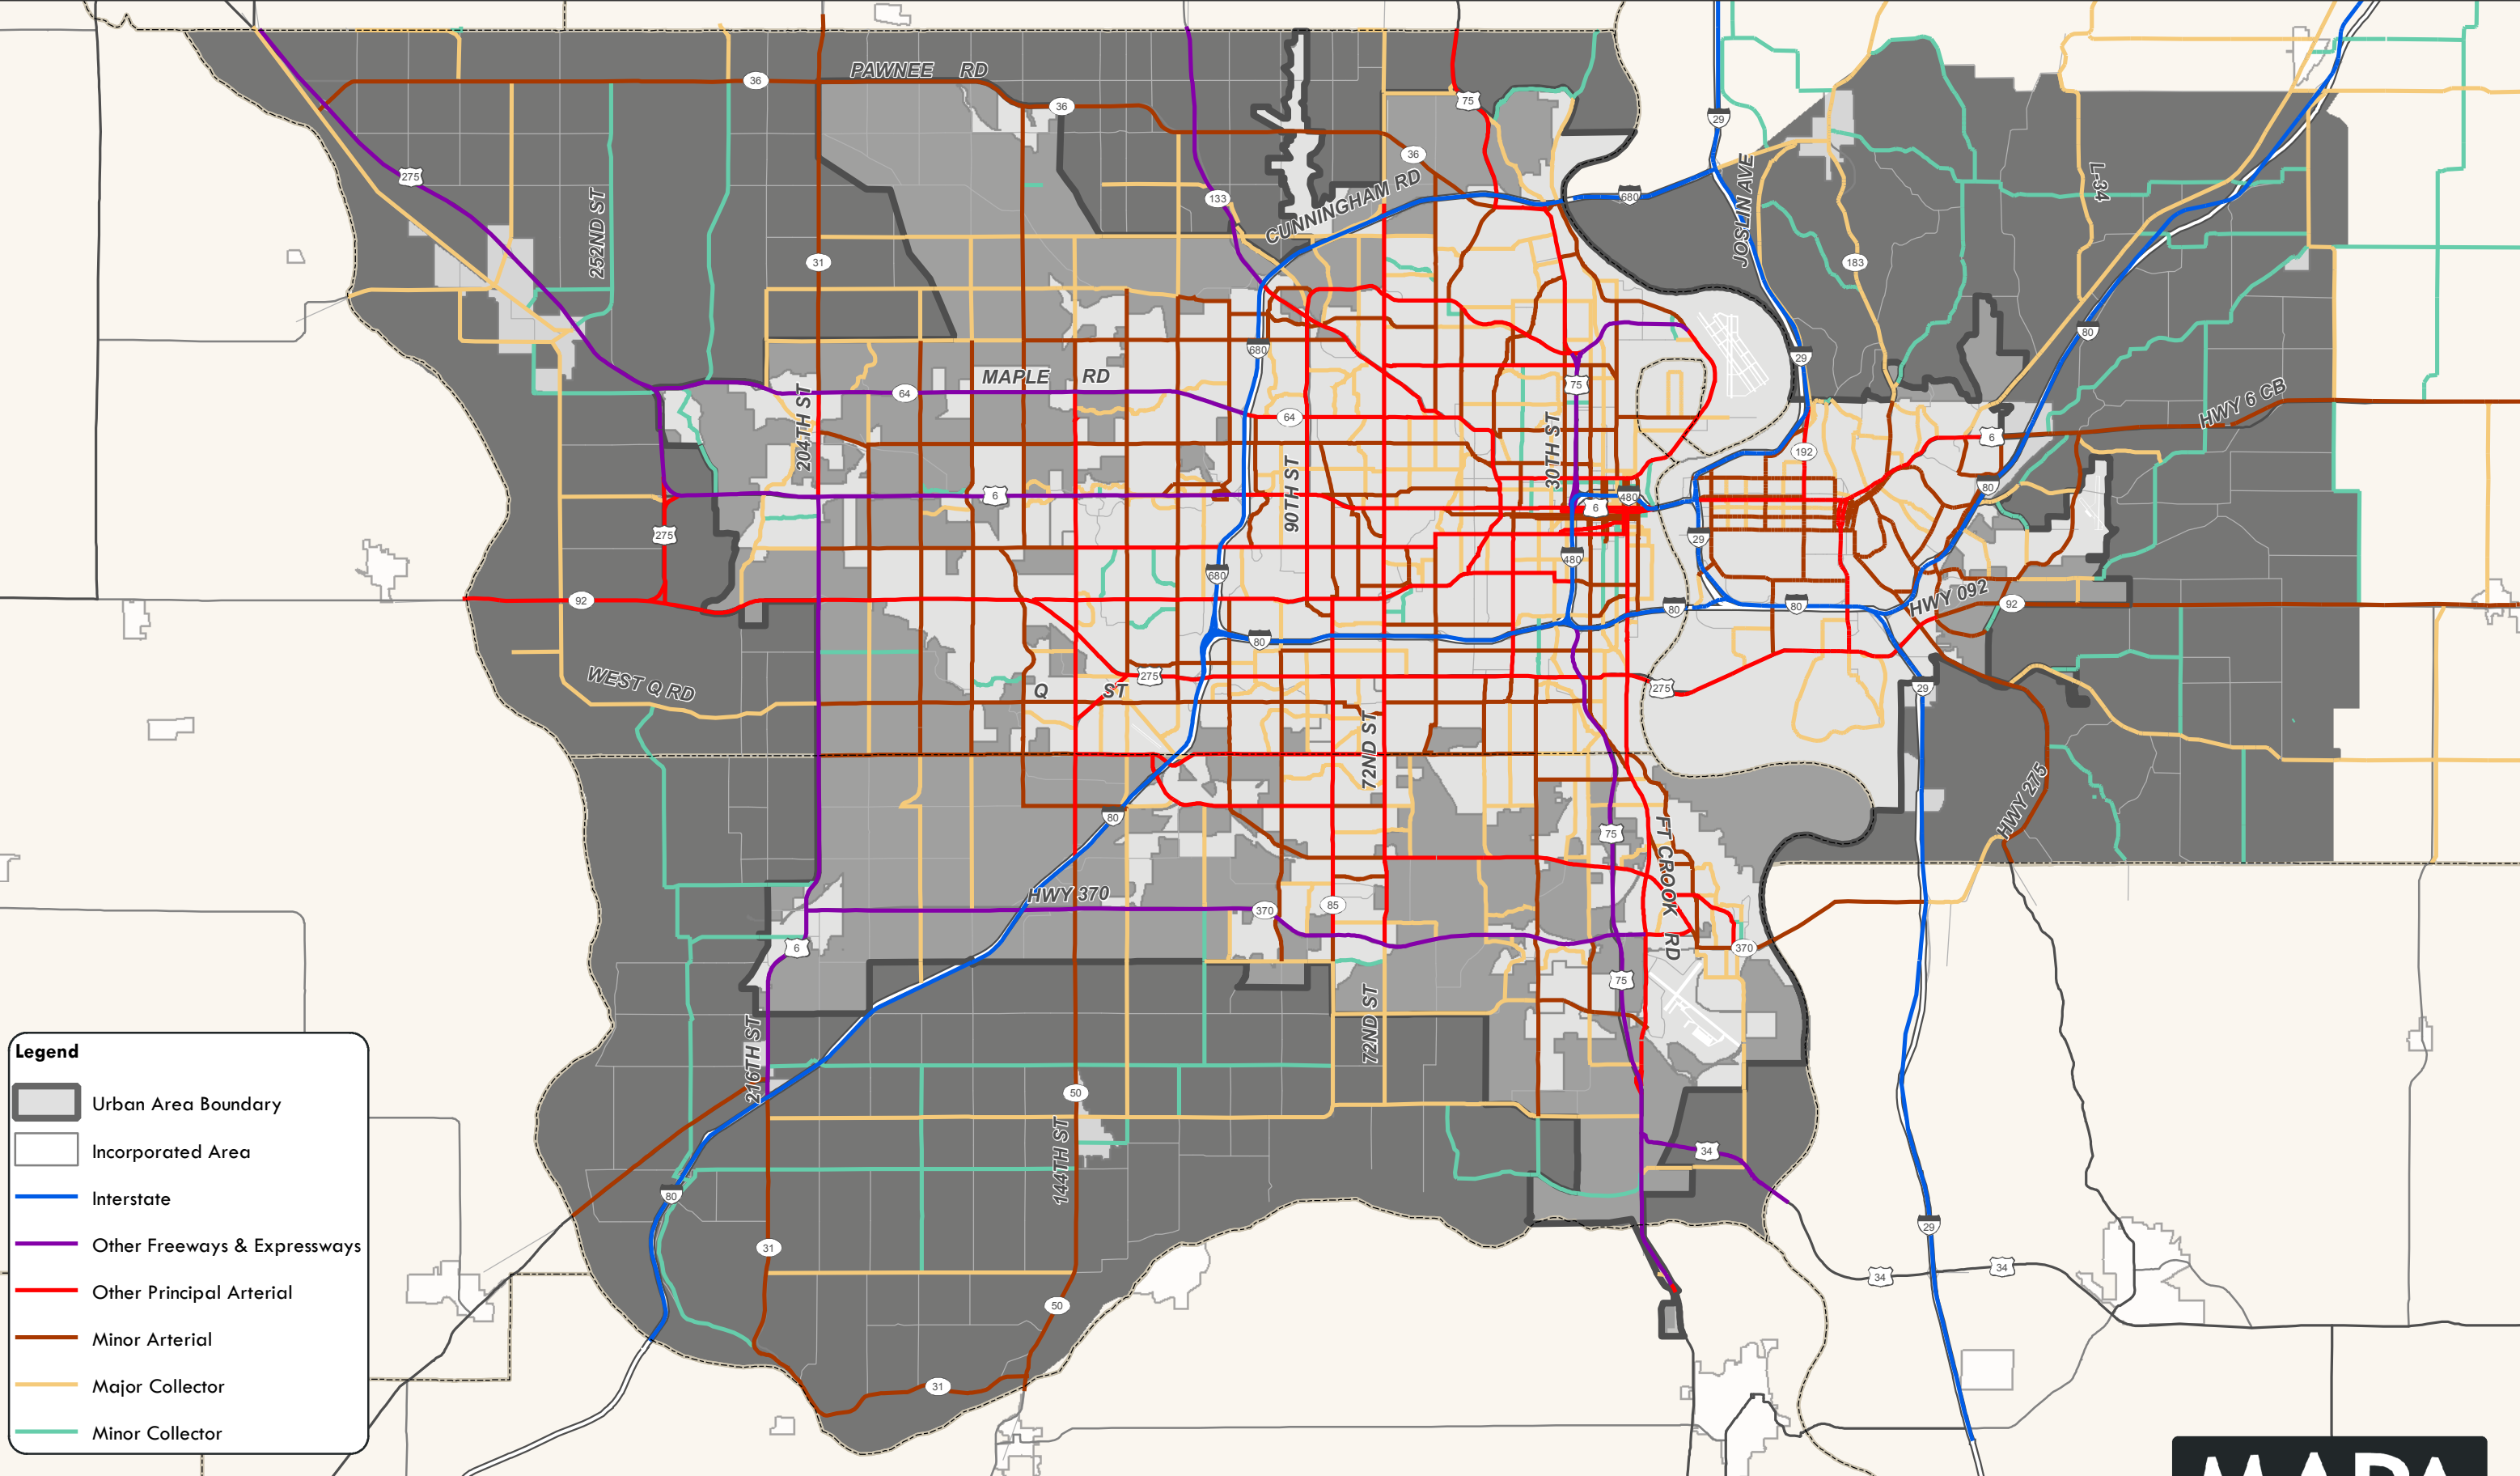 PAWNEE RD
36
36
75
29
36
275
133
CUNNINGHAM RD
680
JOSLIN AVE
L-34
252ND ST
31
183
680
29
80
MAPLE RD
75
64
64
204TH ST
HWY 6 CB
30TH ST
6
192
90TH ST
6
480
6
80
275
29
480
680
92
80
80
HWY 092
92
80
275
WEST Q RD
Q ST
275
29
72ND ST
80
75
FT CROOK RD
HWY 275
HWY 370
370
85
6
370
75
72ND ST
216TH ST
50
144TH ST
34
80
31
29
34
34
50
31
Legend
Urban Area Boundary
Incorporated Area
Interstate
Other Freeways & Expressways
Other Principal Arterial
Minor Arterial
Major Collector
Minor Collector